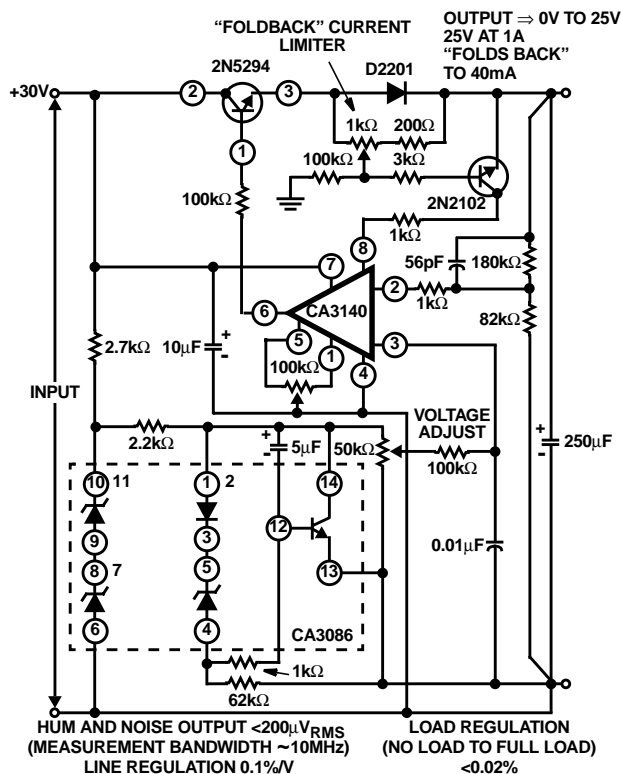 OUTPUT ⇒ 0V TO 25V
25V AT 1A
“FOLDS BACK”
TO 40mA
“FOLDBACK” CURRENT
LIMITER
2N5294
D2201
+30V
2
3
1kΩ
200Ω
1
100kΩ
3kΩ
100kΩ
2N2102
1kΩ
8
7
56pF
180kΩ
6
CA3140
2
1kΩ
5
1
3
82kΩ
2.7kΩ
10μF
+
-
100kΩ
4
INPUT
VOLTAGE
ADJUST
2.2kΩ
+
-
5μF
50kΩ
100kΩ
+
-
250μF
10
11
1
2
14
12
9
3
0.01μF
8
7
5
13
6
4
CA3086
1kΩ
62kΩ
HUM AND NOISE OUTPUT <200μVRMS
(MEASUREMENT BANDWIDTH ~10MHz)
LINE REGULATION 0.1%/V
LOAD REGULATION
(NO LOAD TO FULL LOAD)
<0.02%